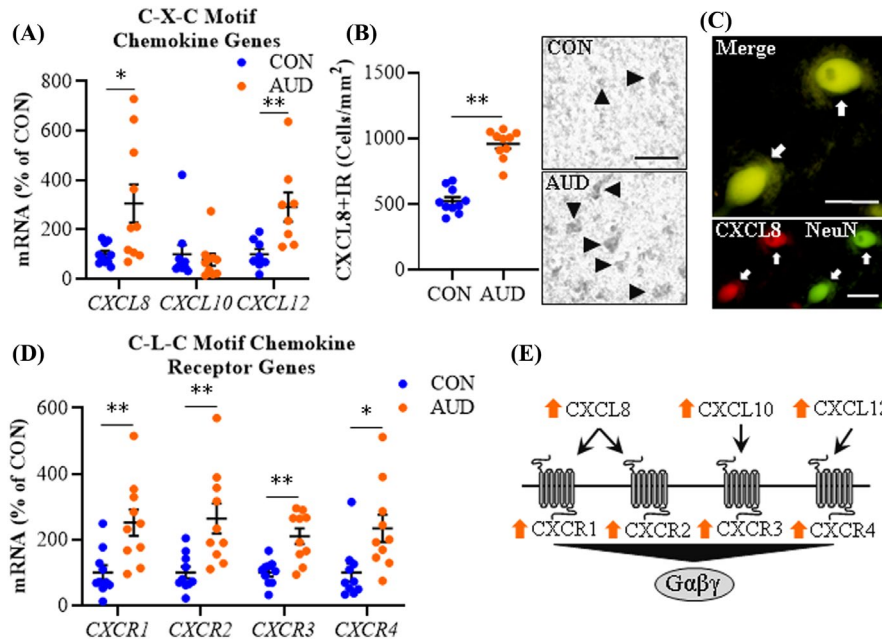 (A)
C-X-C Motif
Chemokine Genes
CON
AUD
mRNA (% of CON)
800
600
400
200
0
*
**
CXCL8 CXCL10 CXCL12
(B)
CXCL8+IR (Cells/mm²)
1500
1000
500
0
**
CON AUD
CON
AUD
(C)
Merge
CXCL8 NeuN
(D)
C-L-C Motif Chemokine
Receptor Genes
CON
AUD
mRNA (% of CON)
600
400
200
0
**
**
**
*
CXCR1 CXCR2 CXCR3 CXCR4
(E)
CXCL8 CXCL10 CXCL12
CXCR1 CXCR2 CXCR3 CXCR4
Gαβγ